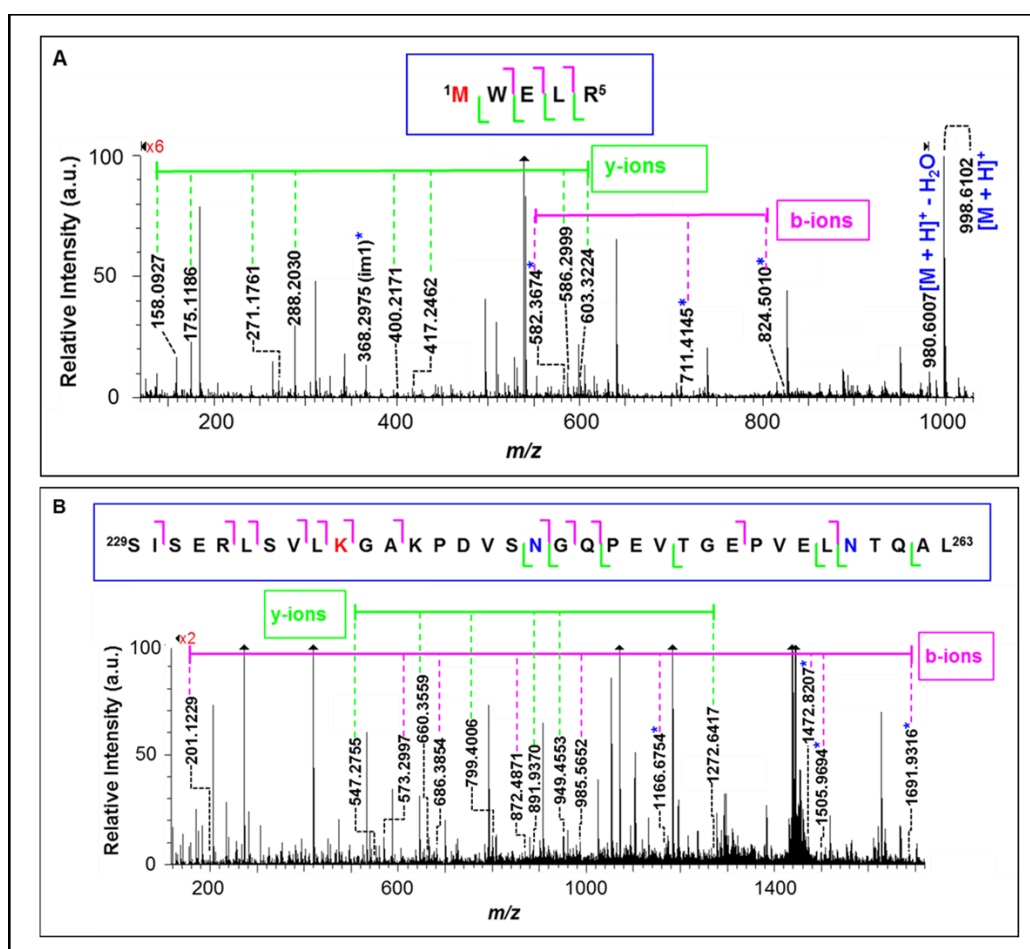 A
¹M W E L R⁵
x6
y-ions
b-ions
100
50
0
Relative Intensity (a.u.)
158.0927
175.1186
271.1761
288.2030
368.2975 (im1)*
400.2171
417.2462
582.3674*
586.2999
603.3224
711.4145*
824.5010*
980.6007[M + H]⁺ - H₂O
998.6102
[M + H]⁺
200 400 600 800 1000
m/z
B
²²⁹S I S E R L S V L K G A K P D V S N G Q P E V T G E P V E L N T Q A L²⁶³
y-ions
x2
b-ions
100
50
0
Relative Intensity (a.u.)
201.1229
547.2755
573.2997
660.3559
686.3854
799.4006
872.4871
891.9370
949.4553
985.5652
1166.6754*
1272.6417
1472.8207*
1505.9694*
1691.9316*
200 600 1000 1400
m/z